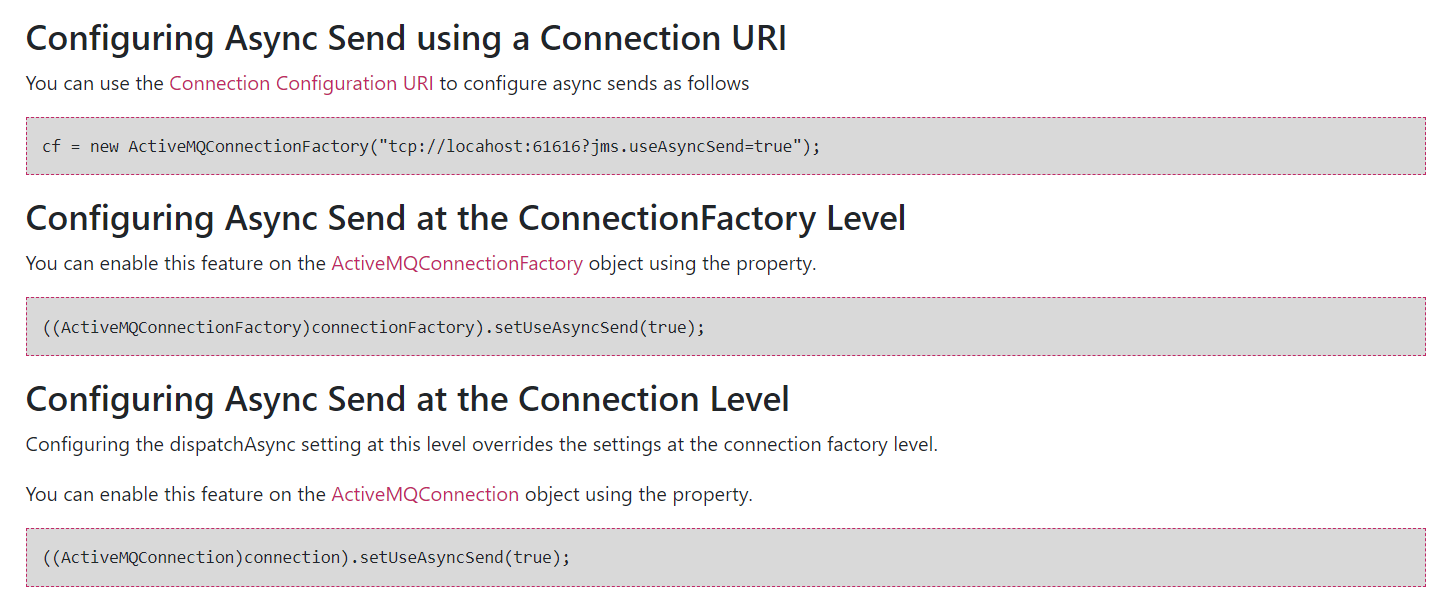 Configuring Async Send using a Connection URI
You can use the Connection Configuration URI to configure async sends as follows
cf = new ActiveMQConnectionFactory("tcp://locahost:61616?jms.useAsyncSend=true");
Configuring Async Send at the ConnectionFactory Level
You can enable this feature on the ActiveMQConnectionFactory object using the property.
((ActiveMQConnectionFactory)connectionFactory).setUseAsyncSend(true);
Configuring Async Send at the Connection Level
Configuring the dispatchAsync setting at this level overrides the settings at the connection factory level.
You can enable this feature on the ActiveMQConnection object using the property.
((ActiveMQConnection)connection).setUseAsyncSend(true);